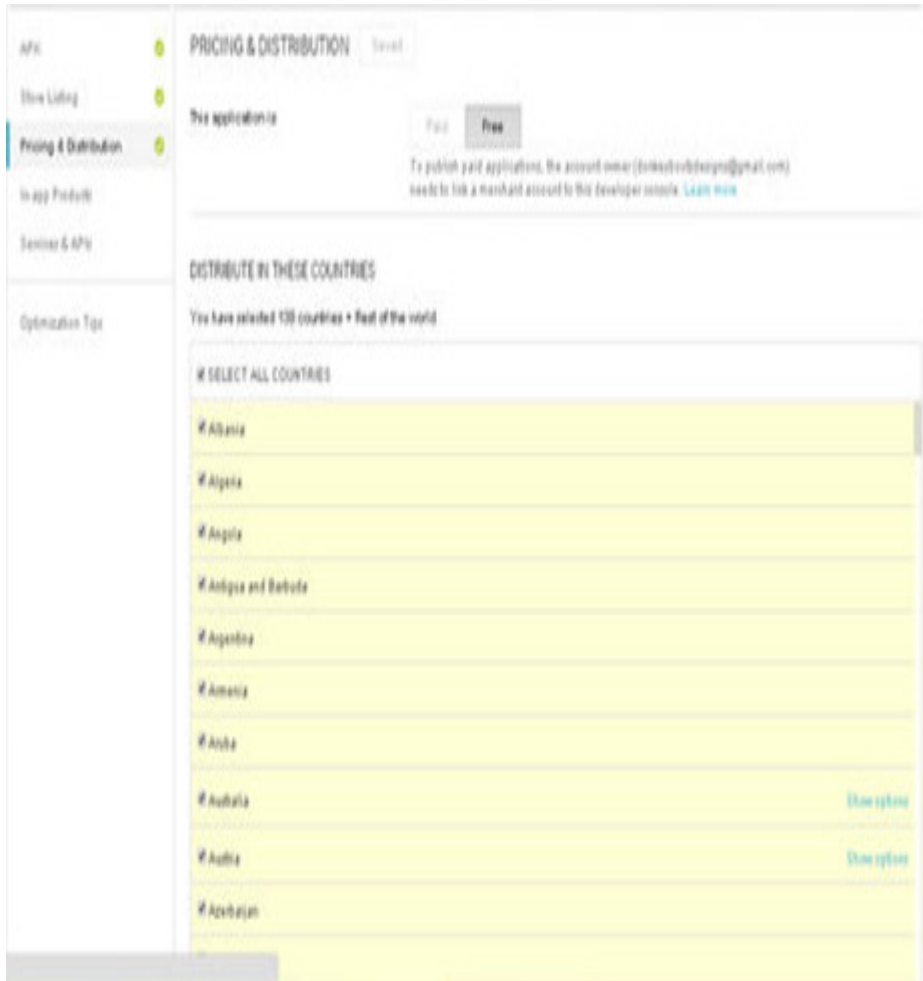 APK
Store Listing
Pricing & Distribution
In-app Products
Services & APIs
Optimization Tips
PRICING & DISTRIBUTION
Saved
This application is
Paid
Free
To publish paid applications, the account owner
needs to link a merchant account to this developer console. Learn more
DISTRIBUTE IN THESE COUNTRIES
You have selected countries + Rest of the world
SELECT ALL COUNTRIES
Albania
Algeria
Angola
Antigua and Barbuda
Argentina
Armenia
Aruba
Australia
Show options
Austria
Show options
Azerbaijan